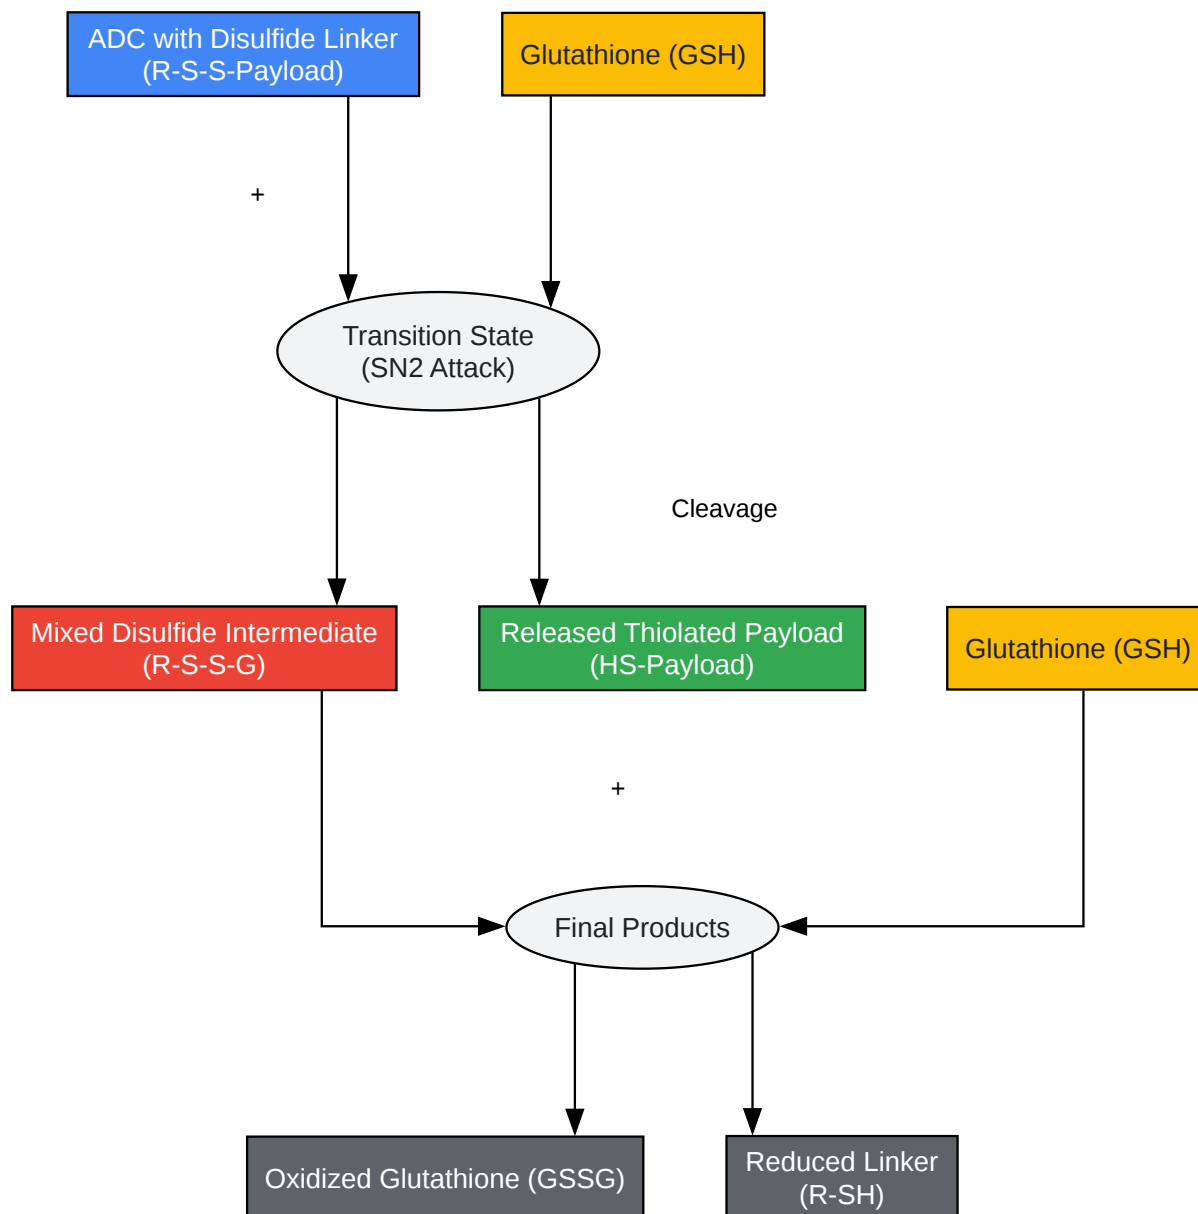 ADC with Disulfide Linker
(R-S-S-Payload)
Glutathione (GSH)
+
Transition State
(SN2 Attack)
Cleavage
Mixed Disulfide Intermediate
(R-S-S-G)
Released Thiolated Payload
(HS-Payload)
Glutathione (GSH)
+
Final Products
Oxidized Glutathione (GSSG)
Reduced Linker
(R-SH)